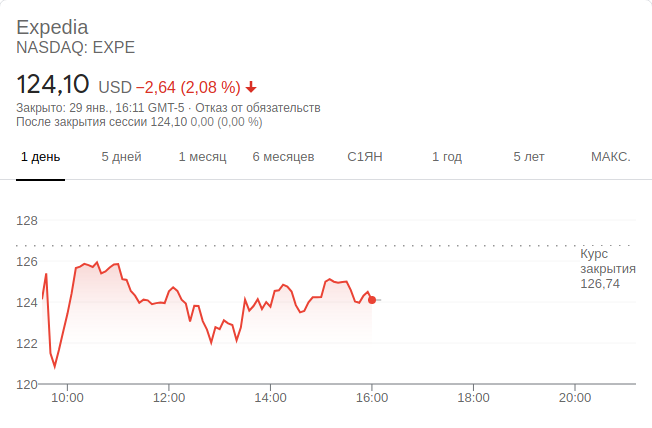 Expedia
NASDAQ: EXPE
124,10 USD −2,64 (2,08 %)
Закрыто: 29 янв., 16:11 GMT-5 · Отказ от обязательств
После закрытия сессии 124,10 0,00 (0,00 %)
1 день 5 дней 1 месяц 6 месяцев С1ЯН 1 год 5 лет МАКС.
128
126
124
122
120
Курс
закрытия
126,74
10:00 12:00 14:00 16:00 18:00 20:00